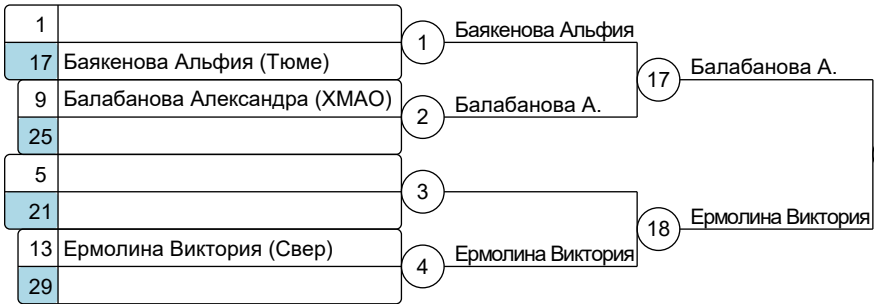 1
17 Баякенова Альфия (Тюме)
9 Балабанова Александра (ХМАО)
25
5
21
13 Ермолина Виктория (Свер)
29
1
2
3
4
Баякенова Альфия
Балабанова А.
Ермолина Виктория
17
18
Балабанова А.
Ермолина Виктория